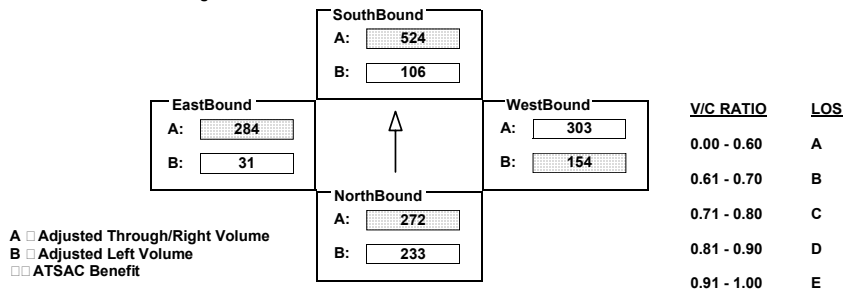 SouthBound
A: 524
B: 106
EastBound
A: 284
B: 31
WestBound
A: 303
B: 154
NorthBound
A: 272
B: 233
A □ Adjusted Through/Right Volume
B □ Adjusted Left Volume
□□ ATSAC Benefit
V/C RATIO LOS
0.00 - 0.60 A
0.61 - 0.70 B
0.71 - 0.80 C
0.81 - 0.90 D
0.91 - 1.00 E